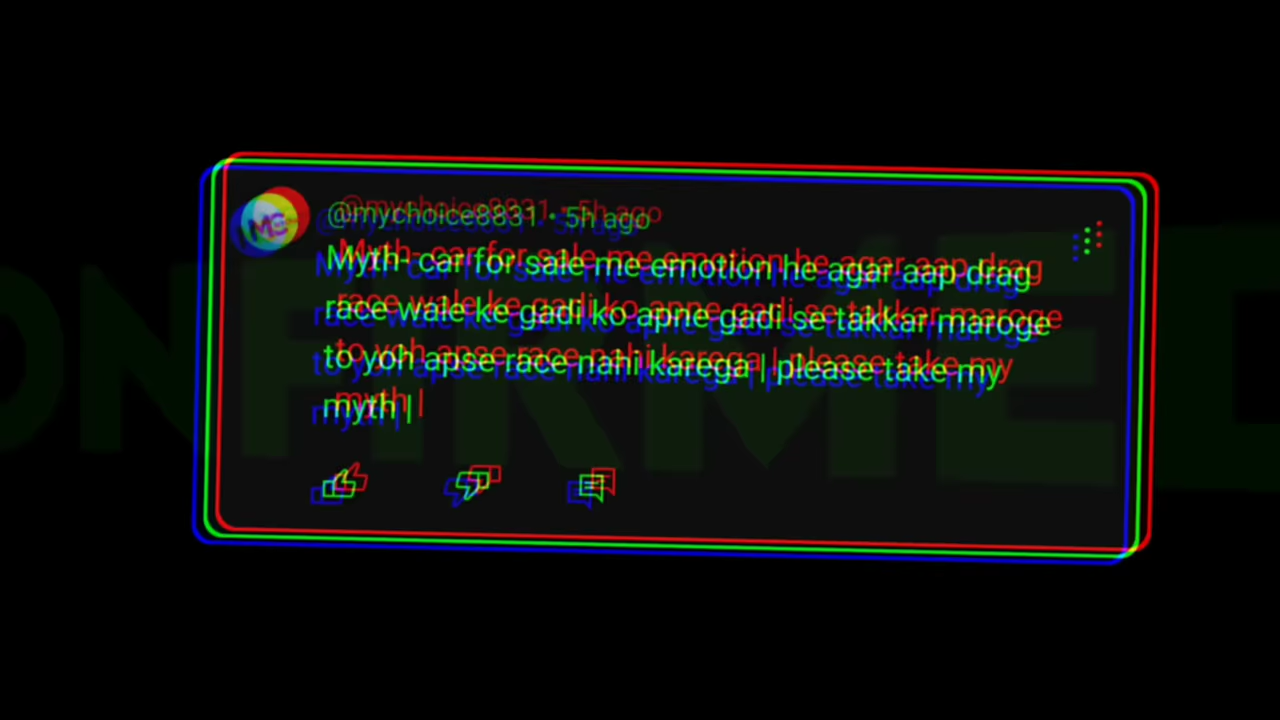 @mychoice8831 • 5h ago
Myth- car for sale me emotion he agar aap drag
race wale ke gadi ko apne gadi se takkar maroge
to yoh apse race nahi karega | please take my
myth |